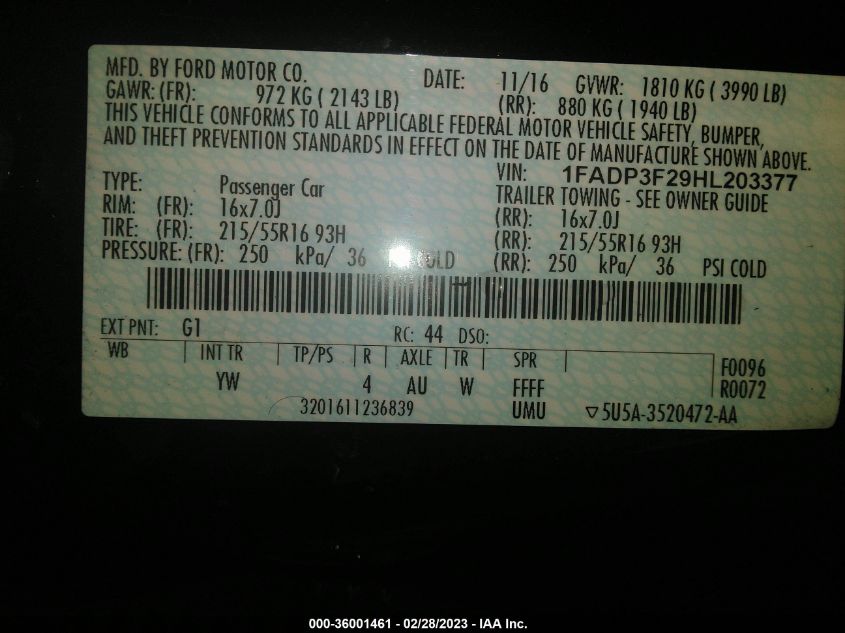 MFD. BY FORD MOTOR CO. DATE: 11/16 GVWR: 1810 KG ( 3990 LB)
GAWR: (FR): 972 KG ( 2143 LB) (RR): 880 KG ( 1940 LB)
THIS VEHICLE CONFORMS TO ALL APPLICABLE FEDERAL MOTOR VEHICLE SAFETY, BUMPER,
AND THEFT PREVENTION STANDARDS IN EFFECT ON THE DATE OF MANUFACTURE SHOWN ABOVE.
VIN: 1FADP3F29HL203377
TYPE: Passenger Car TRAILER TOWING - SEE OWNER GUIDE
RIM: (FR): 16x7.0J (RR): 16x7.0J
TIRE: (FR): 215/55R16 93H (RR): 215/55R16 93H
PRESSURE: (FR): 250 kPa/ 36 COLD (RR): 250 kPa/ 36 PSI COLD
EXT PNT: G1 RC: 44 DSO:
WB INT TR TP/PS R AXLE TR SPR F0096
YW 4 AU W FFFF R0072
3201611236839 UMU ▽5U5A-3520472-AA
000-36001461 - 02/28/2023 - IAA Inc.